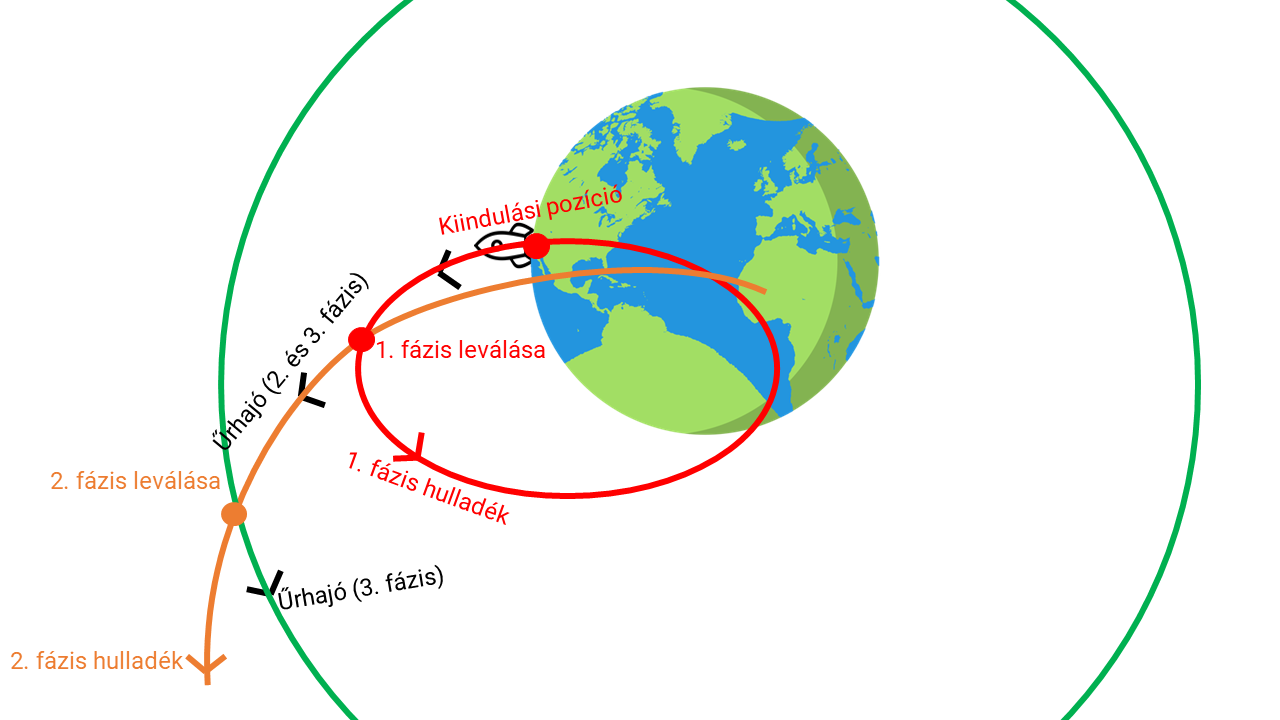 Kiindulási pozíció
Űrhajó (2. és 3. fázis)
1. fázis leválása
2. fázis leválása
1. fázis hulladék
Űrhajó (3. fázis)
2. fázis hulladék